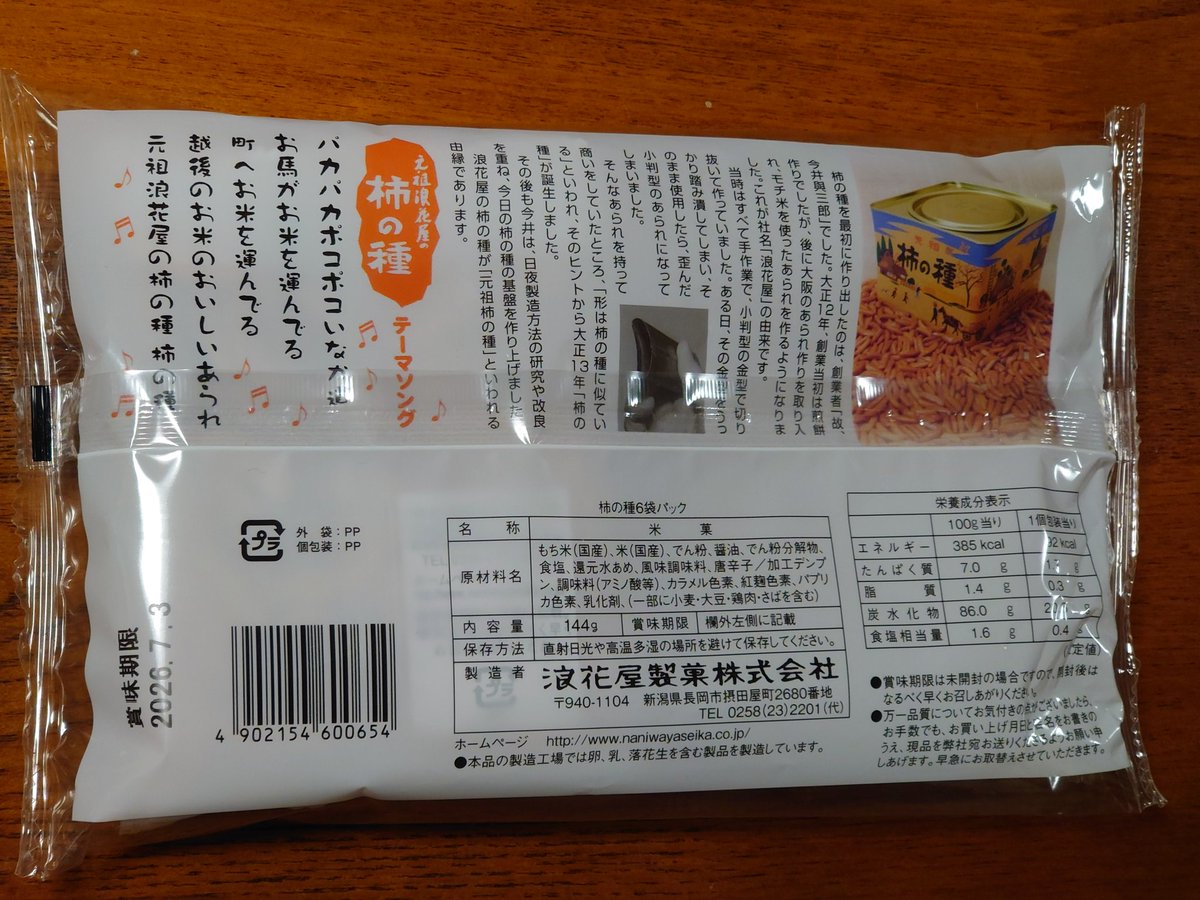 柿の種を最初に作り出したのは、創業者「故、
今井與三郎」でした。大正12年、創業当初は煎餅
作りでしたが、後に大阪のあられ作りを取り入
れ、モチ米を使ったあられを作るようになりま
した。これが社名「浪花屋」の由来です。
当時はすべて手作業で、小判型の金型で切り
抜いて作っていました。ある日、その金型をうっ
かり踏み潰してしまい、そ
のまま使用したら、歪んだ
小判型のあられになって
しまいました。
そんなあられを持って
商いをしていたところ、「形は柿の種に似てい
る」といわれ、そのヒントから大正13年「柿の
種」が誕生しました。
その後も今井は、日夜製造方法の研究や改良
を重ね、今日の柿の種の基盤を作り上げました。
浪花屋の柿の種が「元祖柿の種」といわれる
由縁であります。
柿の種
元祖浪花屋の
柿の種
テーマソング
パカパカポコポコいなか道
お馬がお米を運んでる
町へお米を運んでる
越後のお米のおいしいあられ
元祖浪花屋の柿の種 柿の種
プラ
外 袋：PP
個包装：PP
賞味期限
2026.7.3
4 902154 600654
柿の種6袋パック
名 称 米 菓
原材料名 もち米(国産)、米(国産)、でん粉、醤油、でん粉分解物、
食塩、還元水あめ、風味調味料、唐辛子／加工デンプ
ン、調味料(アミノ酸等)、カラメル色素、紅麹色素、パプリ
カ色素、乳化剤、(一部に小麦・大豆・鶏肉・さばを含む)
内 容 量 144g 賞味期限 欄外左側に記載
保存方法 直射日光や高温多湿の場所を避けて保存してください。
製 造 者 浪花屋製菓株式会社
〒940-1104 新潟県長岡市摂田屋町2680番地
TEL 0258(23)2201(代)
ホームページ http://www.naniwayaseika.co.jp/
●本品の製造工場では卵、乳、落花生を含む製品を製造しています。
栄養成分表示
100g当り 1個包装当り
エネルギー 385 kcal 92 kcal
たんぱく質 7.0 g g
脂 質 1.4 g 0.3 g
炭水化物 86.0 g g
食塩相当量 1.6 g 0.4 g
定値)
●賞味期限は未開封の場合ですので、開封後は
なるべく早くお召しあがりください。
●万一品質についてお気付きの点がございましたら、
お手数でも、お買い上げ月日と店名をお書きの
うえ、現品を弊社宛お送りくださるようお願い申
しあげます。早急にお取替えさせていただきます。